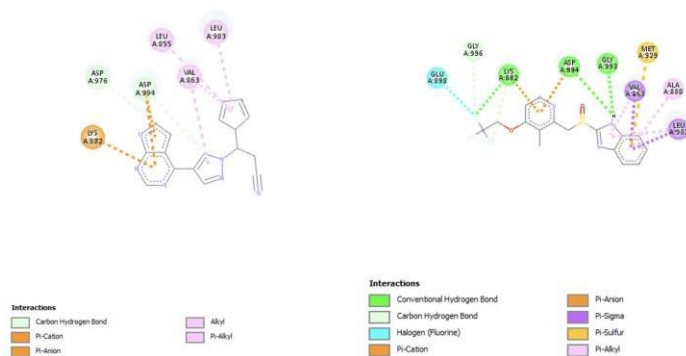 LEU
A:855
LEU
A:983
VAL
A:863
ASP
A:976
ASP
A:994
LYS
A:882
Interactions
Carbon Hydrogen Bond
Pi-Cation
Pi-Anion
Alkyl
Pi-Alkyl
GLY
A:996
GLU
A:898
LYS
A:882
ASP
A:994
GLY
A:993
MET
A:929
VAL
A:863
ALA
A:880
LEU
Interactions
Conventional Hydrogen Bond
Carbon Hydrogen Bond
Halogen (Fluorine)
Pi-Cation
Pi-Anion
Pi-Sigma
Pi-Sulfur
Pi-Alkyl